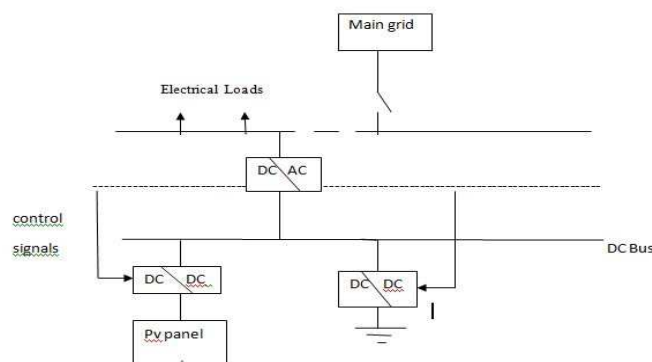 Main grid
Electrical Loads
DC AC
control
signals
DC Bus
DC DC
DC DC
Pv panel